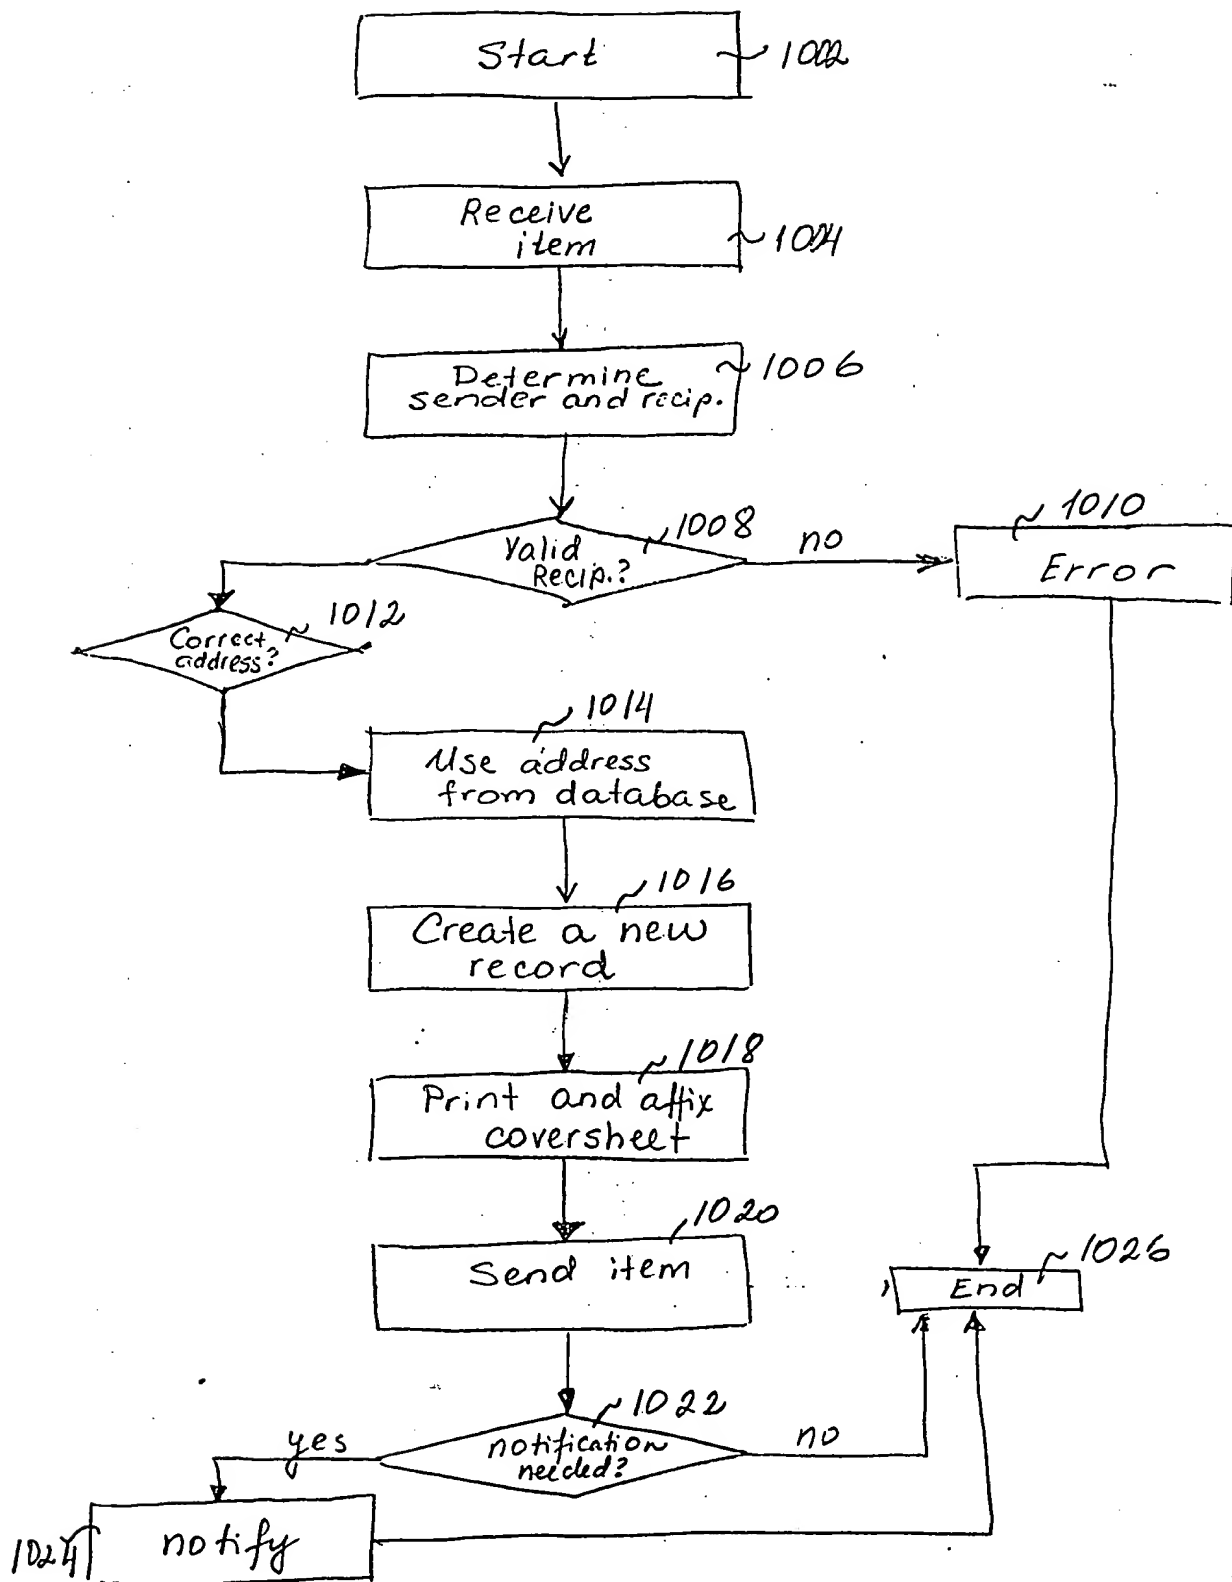 Start
1002
Receive
item
1004
Determine
sender and recip.
1006
1008
Valid
Recip.?
no
1010
Error
1012
Correct
address?
1014
Use address
from database
1016
Create a new
record
1018
Print and affix
coversheet
1020
Send item
1026
End
1022
notification
needed?
yes
no
1024
notify